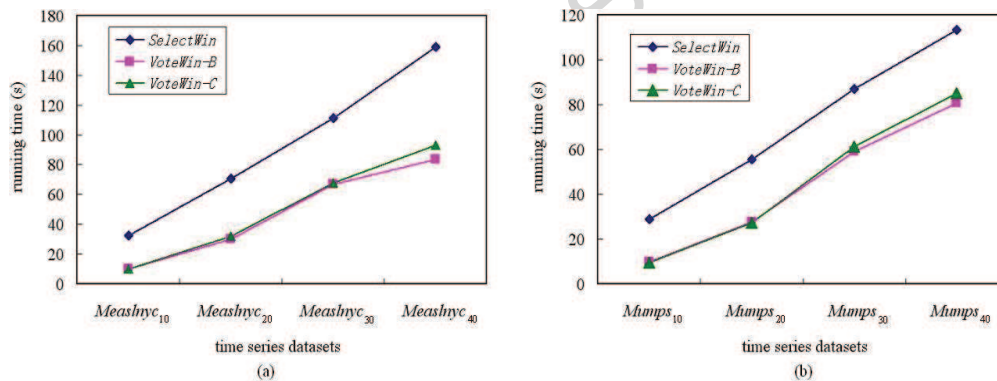 180
160
140
120
100
80
60
40
20
0
running time (s)
SelectWin
VoteWin-B
VoteWin-C
Measlnyc10
Measlnyc20
Measlnyc30
Measlnyc40
time series datasets
(a)
120
100
80
60
40
20
0
running time (s)
SelectWin
VoteWin-B
VoteWin-C
Mumps10
Mumps20
Mumps30
Mumps40
time series datasets
(b)